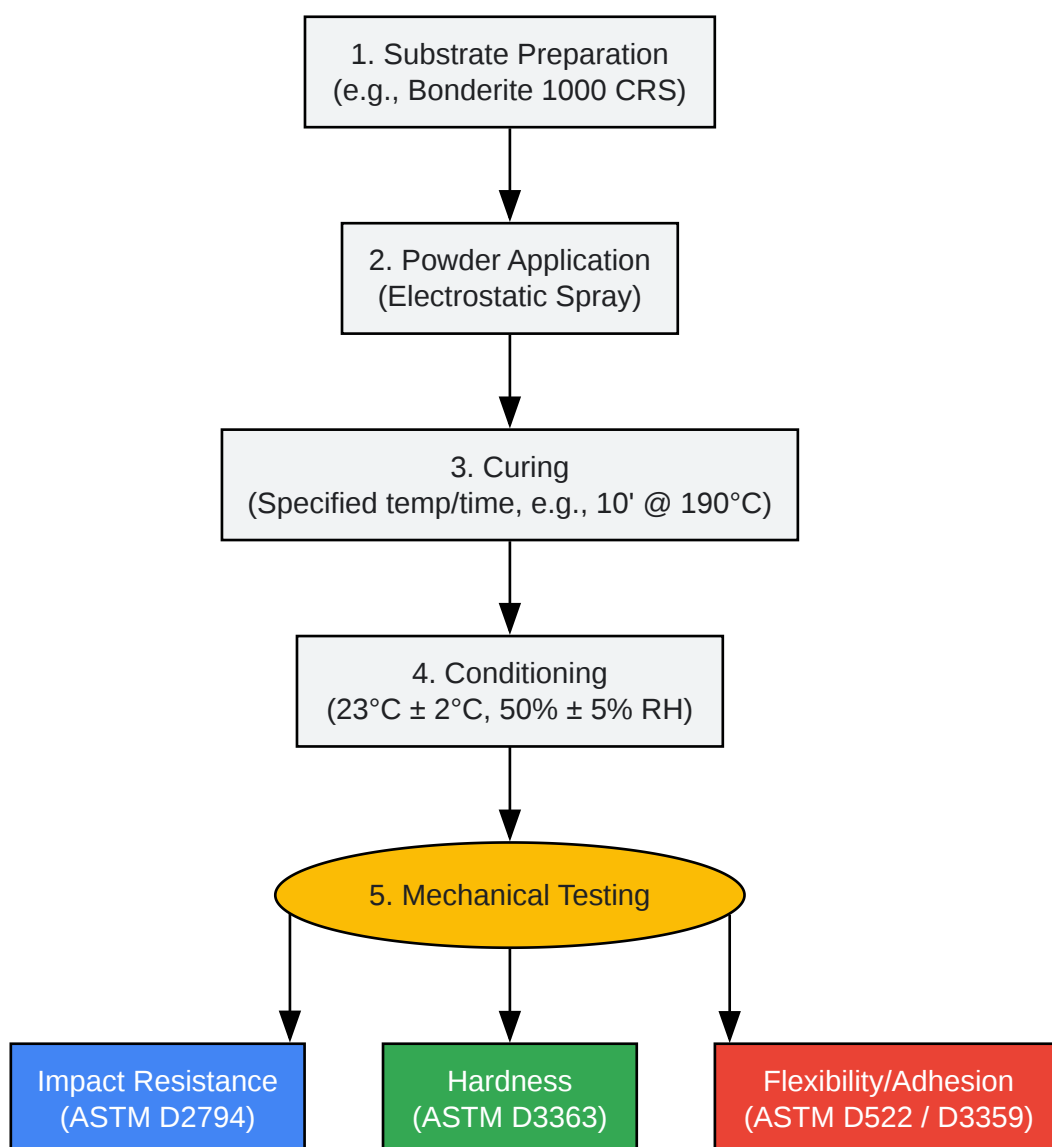 1. Substrate Preparation
(e.g., Bonderite 1000 CRS)
2. Powder Application
(Electrostatic Spray)
3. Curing
(Specified temp/time, e.g., 10' @ 190°C)
4. Conditioning
(23°C ± 2°C, 50% ± 5% RH)
5. Mechanical Testing
Impact Resistance
(ASTM D2794)
Hardness
(ASTM D3363)
Flexibility/Adhesion
(ASTM D522 / D3359)